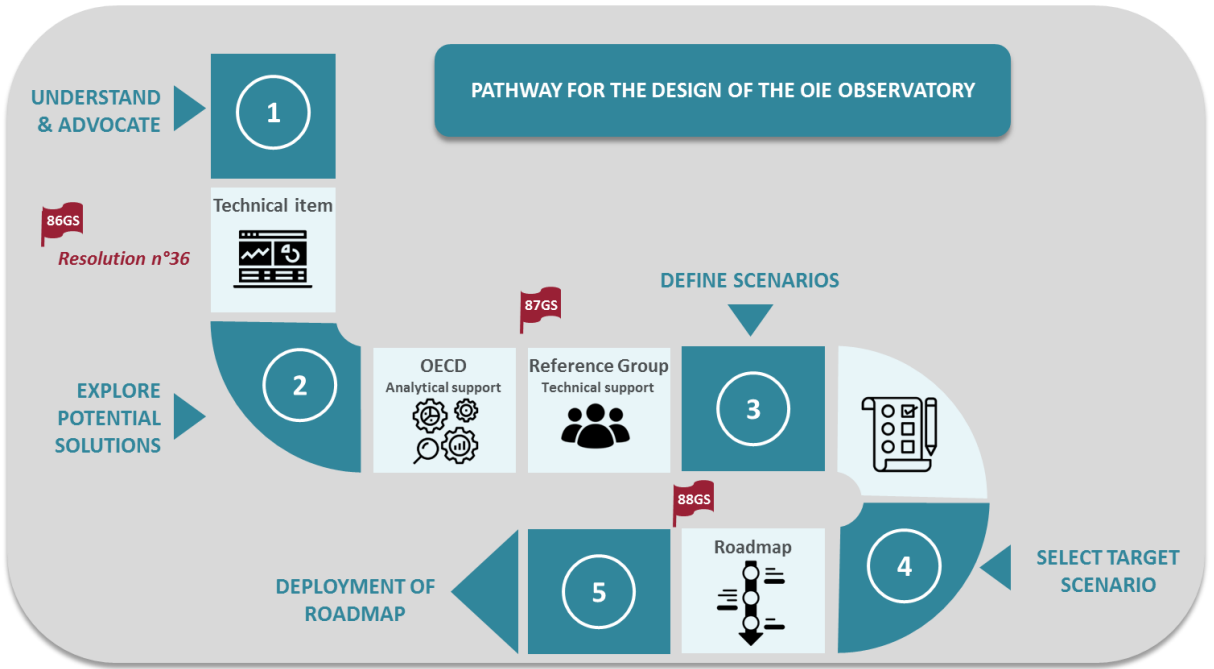 PATHWAY FOR THE DESIGN OF THE OIE OBSERVATORY
UNDERSTAND
& ADVOCATE
1
Technical item
86GS
Resolution n°36
EXPLORE
POTENTIAL
SOLUTIONS
2
OECD
Analytical support
87GS
Reference Group
Technical support
DEFINE SCENARIOS
3
4
SELECT TARGET
SCENARIO
88GS
Roadmap
5
DEPLOYMENT OF
ROADMAP